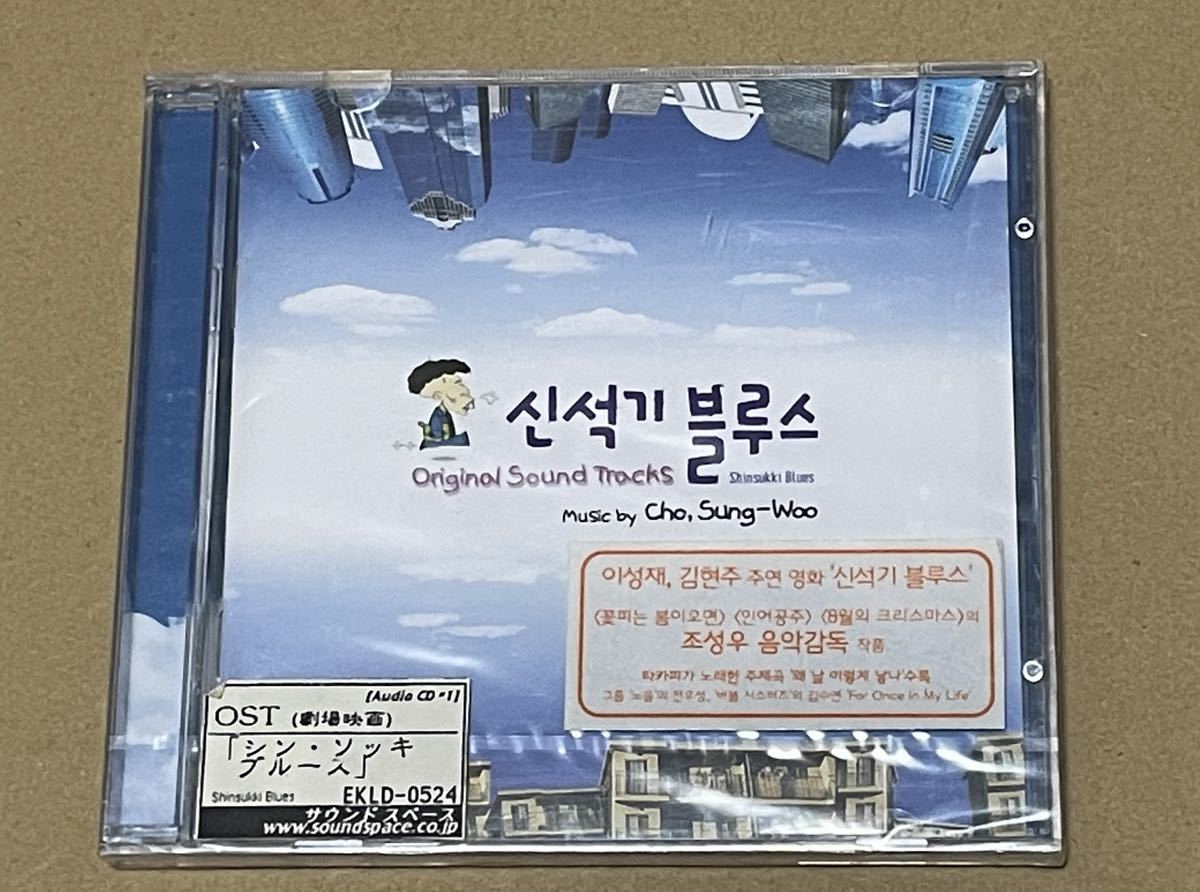 신석기 블루스
Original Sound Tracks
Shinsukki Blues
Music by Cho, Sung-Woo
이성재, 김현주 주연 영화 '신석기 블루스'
<꽃피는 봄이오면> <인어공주> <8월의 크리스마스>의
조성우 음악감독 작품
타카피가 노래한 주제곡 '왜 날 이렇게 낳나'수록
그룹 '노음'의 전우성, '버블 시스터즈'의 김수연 'For Once In My Life'
[Audio CD*1]
OST (劇場映画)
「シン・ソッキ
ブルース」
Shinsukki Blues EKLD-0524
サウンドスペース
www.soundspace.co.jp